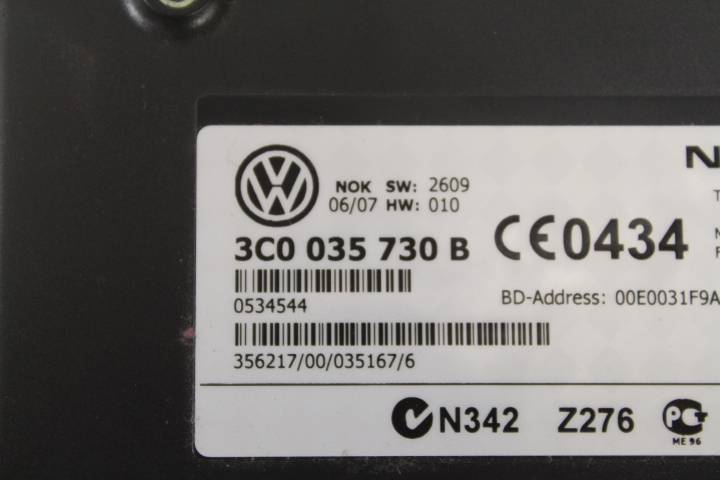 NOK SW: 2609
06/07 HW: 010
3C0 035 730 B
CE0434
0534544
BD-Address: 00E0031F9A
356217/00/035167/6
N342 Z276
ME 96